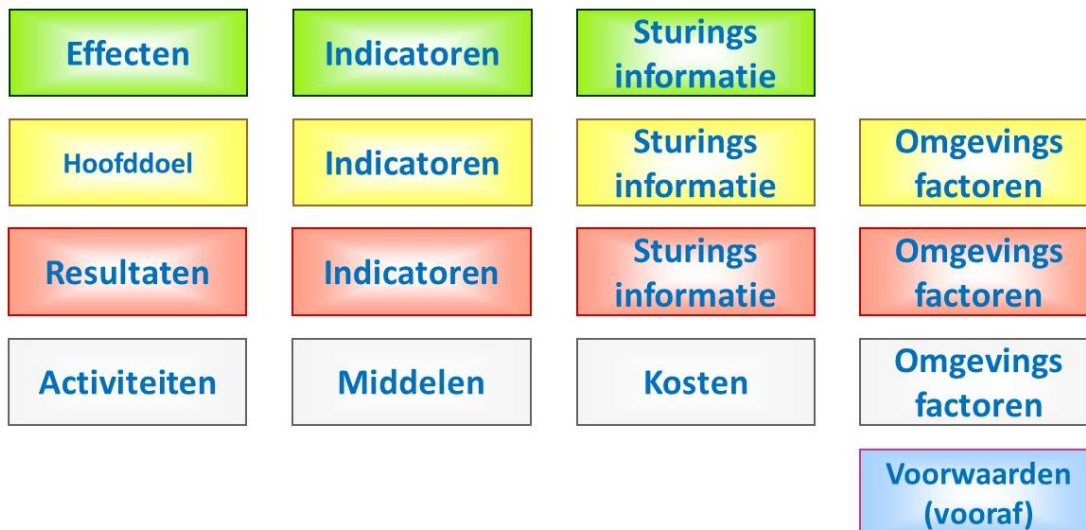 Effecten
Indicatoren
Sturings
informatie
Hoofddoel
Indicatoren
Sturings
informatie
Omgevings
factoren
Resultaten
Indicatoren
Sturings
informatie
Omgevings
factoren
Activiteiten
Middelen
Kosten
Omgevings
factoren
Voorwaarden
(vooraf)